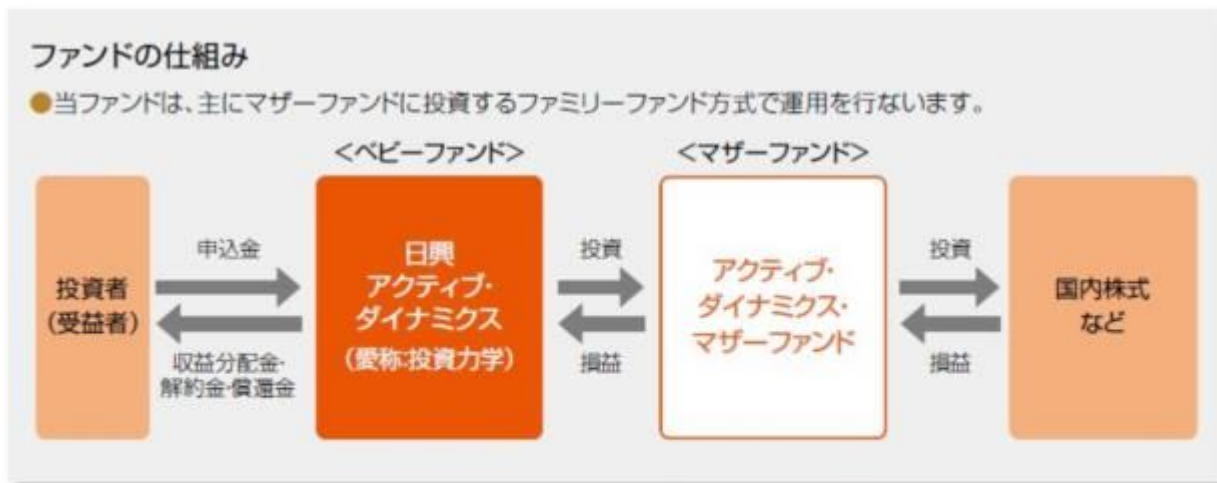 ファンドの仕組み
●当ファンドは、主にマザーファンドに投資するファミリーファンド方式で運用を行ないます。
<ベビーファンド>
<マザーファンド>
投資者
(受益者)
申込金
収益分配金・
解約金・償還金
日興
アクティブ・
ダイナミクス
(愛称:投資力学)
投資
損益
アクティブ・
ダイナミクス・
マザーファンド
投資
損益
国内株式
など